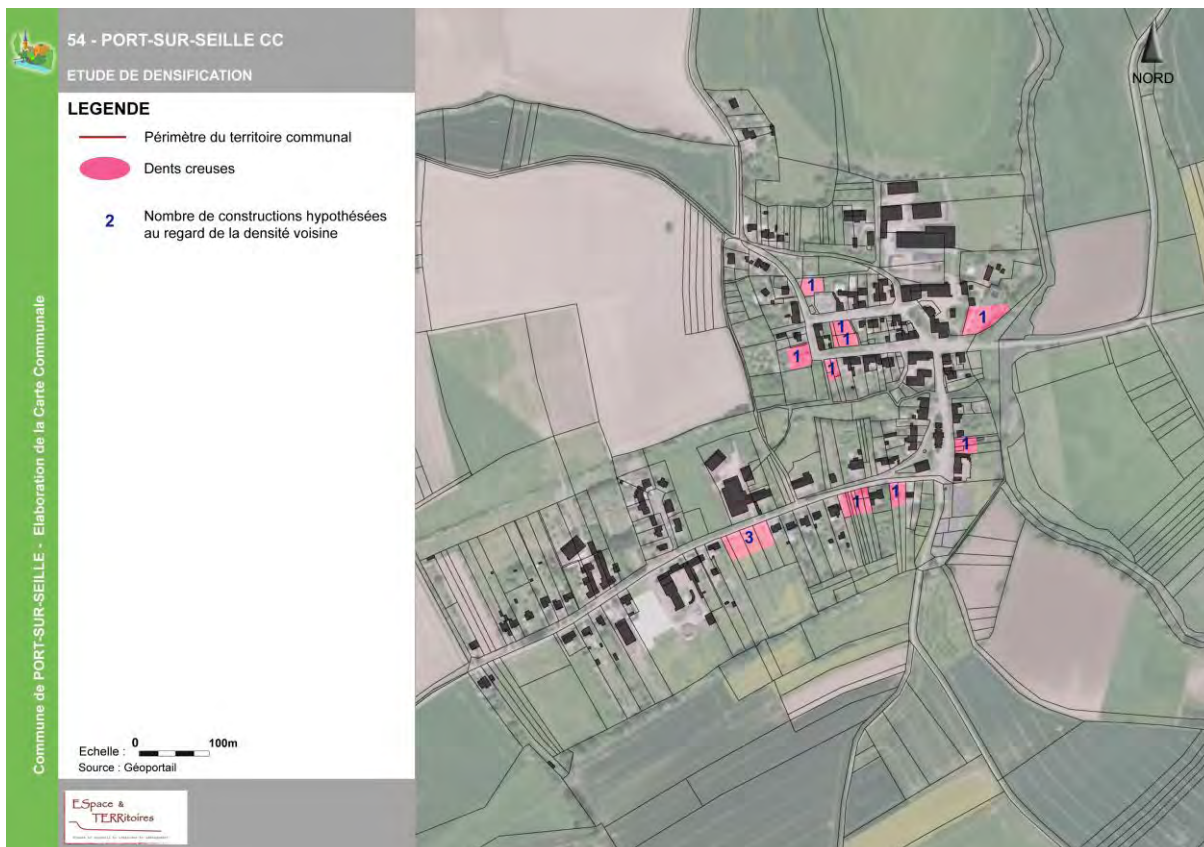 54 - PORT-SUR-SEILLE CC
ETUDE DE DENSIFICATION
LEGENDE
Périmètre du territoire communal
Dents creuses
2 Nombre de constructions hypothésées
au regard de la densité voisine
Echelle : 0 100m
Source : Géoportail
ESpace &
TERRitoires
Commune de PORT-SUR-SEILLE - Elaboration de la Carte Communale
NORD
1
1
1
1
1
1
1
1
1
3